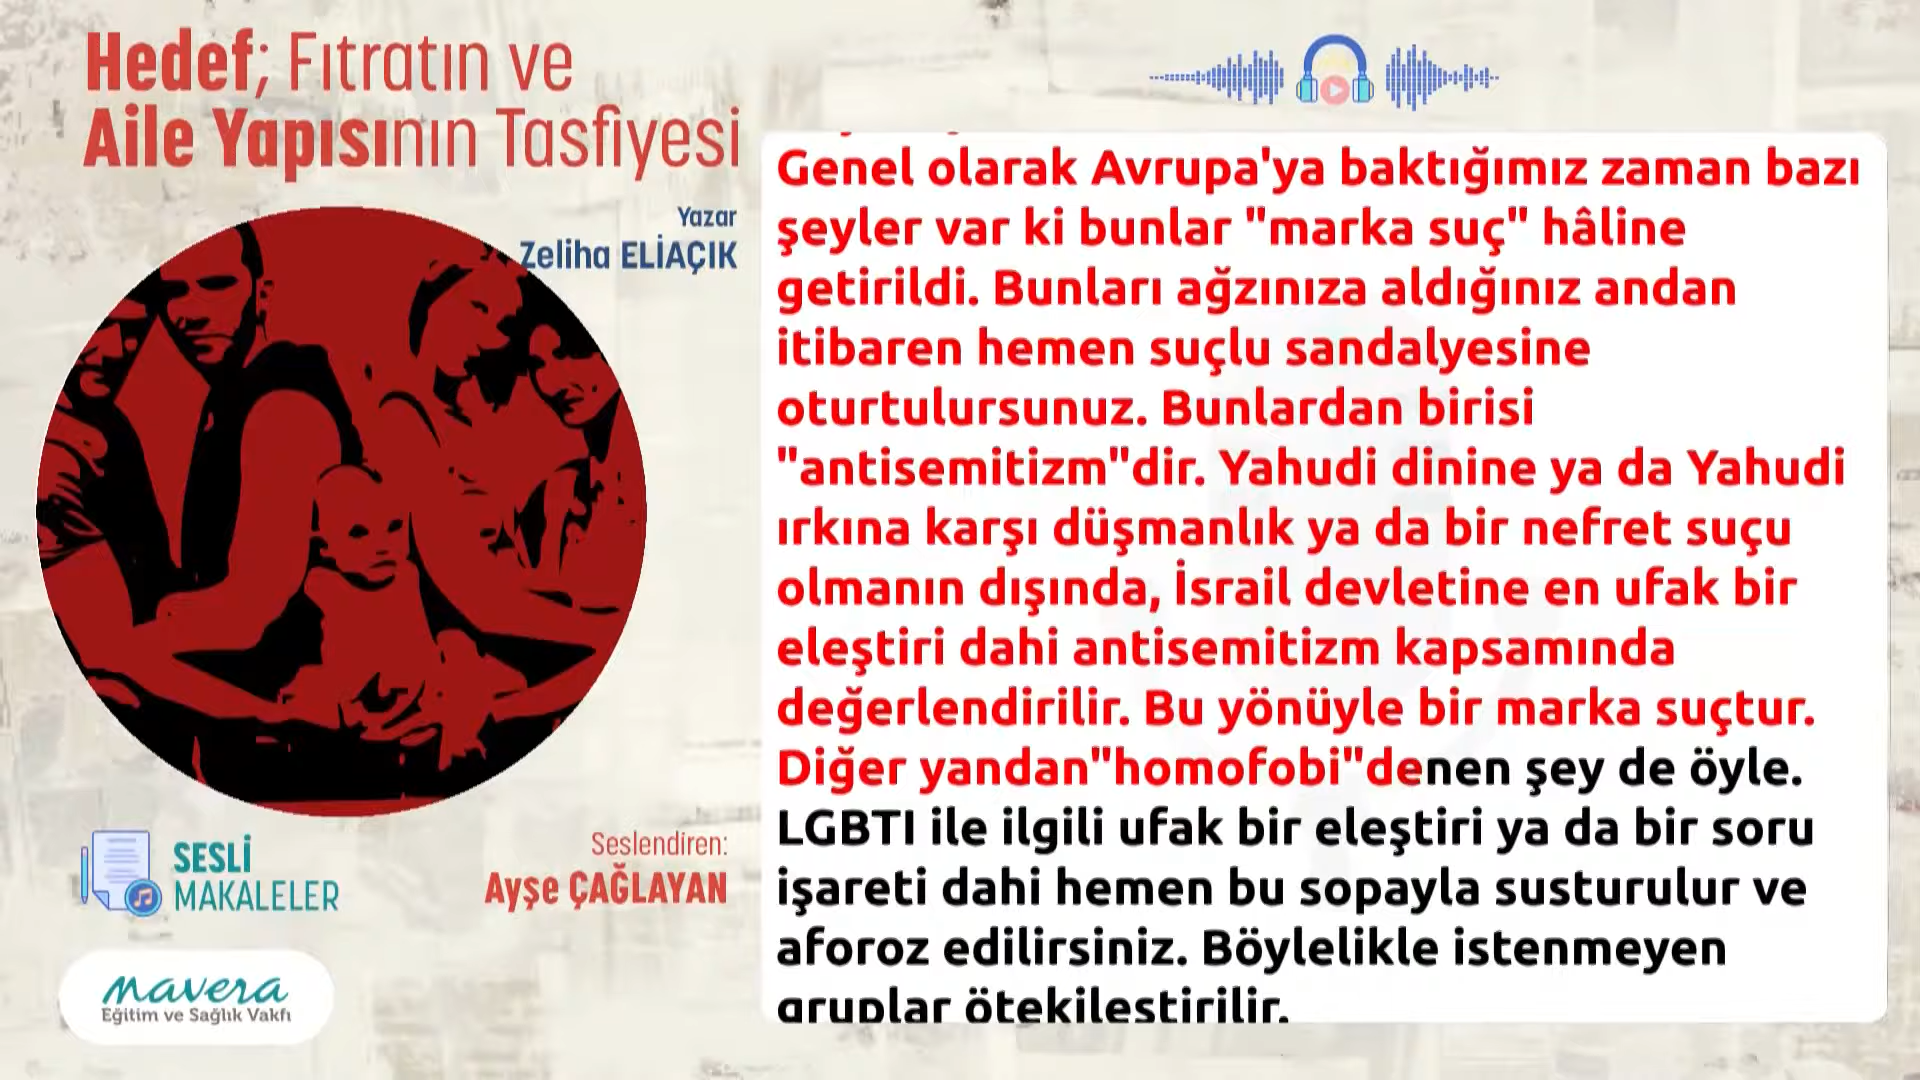 Hedef; Fıtratın ve
Aile Yapısının Tasfiyesi
Yazar
Zeliha ELİAÇIK
Genel olarak Avrupa'ya baktığımız zaman bazı
şeyler var ki bunlar "marka suç" hâline
getirildi. Bunları ağzınıza aldığınız andan
itibaren hemen suçlu sandalyesine
oturtulursunuz. Bunlardan birisi
"antisemitizm"dir. Yahudi dinine ya da Yahudi
ırkına karşı düşmanlık ya da bir nefret suçu
olmanın dışında, İsrail devletine en ufak bir
eleştiri dahi antisemitizm kapsamında
değerlendirilir. Bu yönüyle bir marka suçtur.
Diğer yandan"homofobi"denen şey de öyle.
LGBTI ile ilgili ufak bir eleştiri ya da bir soru
işareti dahi hemen bu sopayla susturulur ve
aforoz edilirsiniz. Böylelikle istenmeyen
gruplar ötekileştirilir.
SESLİ
MAKALELER
Seslendiren:
Ayşe ÇAĞLAYAN
mavera
Eğitim ve Sağlık Vakfı